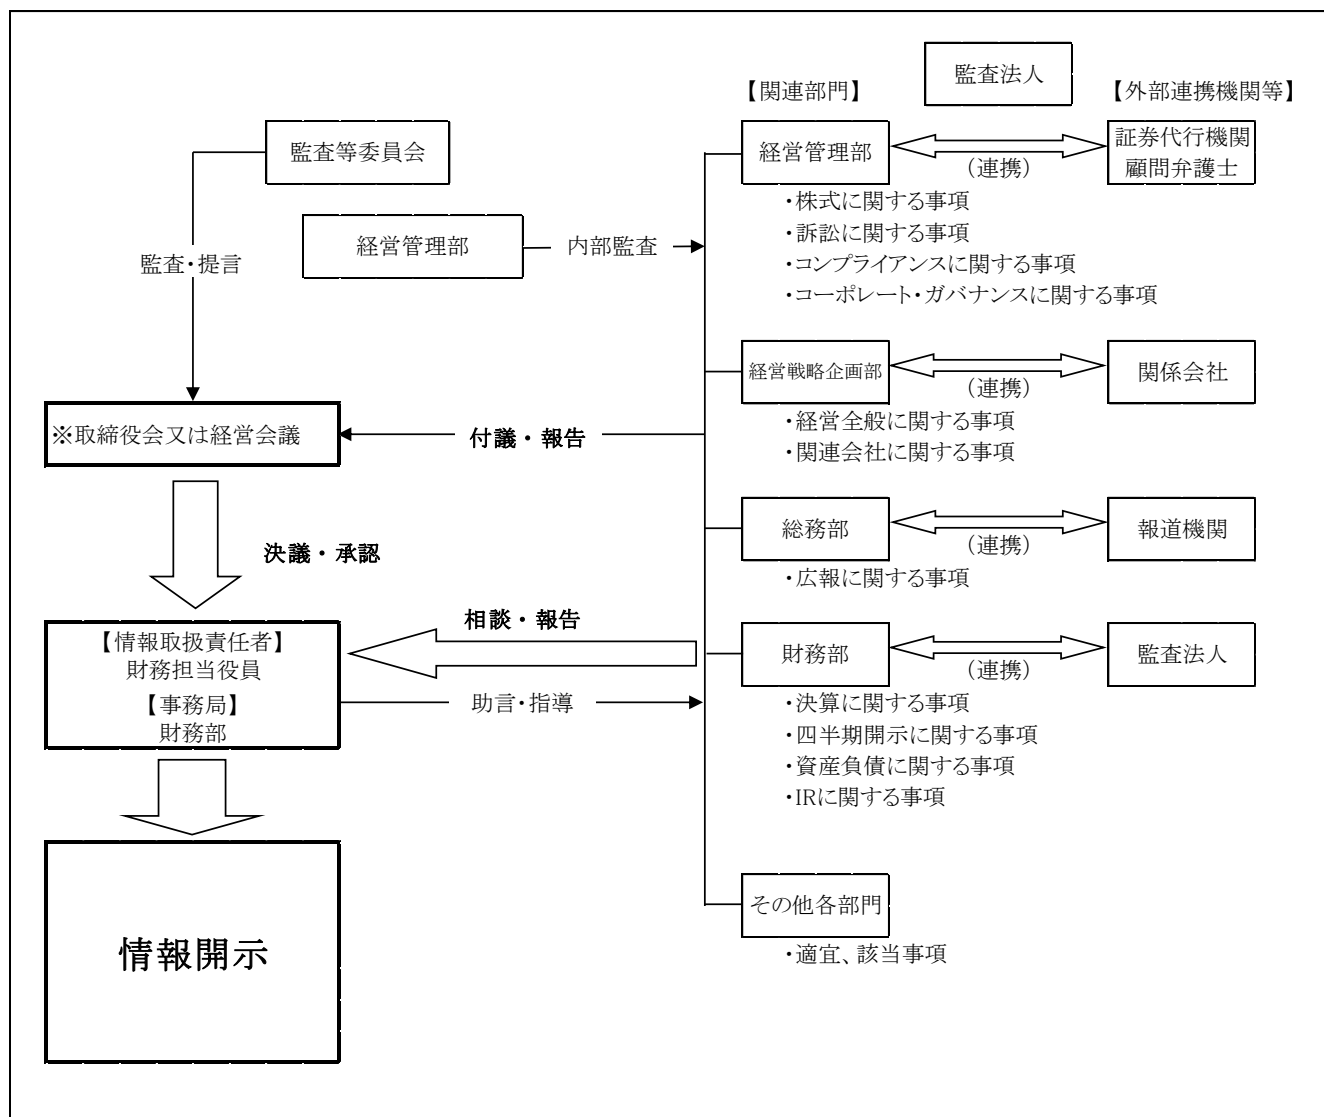 監査法人
【関連部門】
【外部連携機関等】
監査等委員会
経営管理部
(連携)
証券代行機関
顧問弁護士
・株式に関する事項
・訴訟に関する事項
・コンプライアンスに関する事項
・コーポレート・ガバナンスに関する事項
経営管理部
内部監査
監査・提言
経営戦略企画部
(連携)
関係会社
・経営全般に関する事項
・関連会社に関する事項
※取締役会又は経営会議
付議・報告
総務部
(連携)
報道機関
・広報に関する事項
決議・承認
相談・報告
財務部
(連携)
監査法人
・決算に関する事項
・四半期開示に関する事項
・資産負債に関する事項
・IRに関する事項
【情報取扱責任者】
財務担当役員
【事務局】
財務部
助言・指導
その他各部門
・適宜、該当事項
情報開示